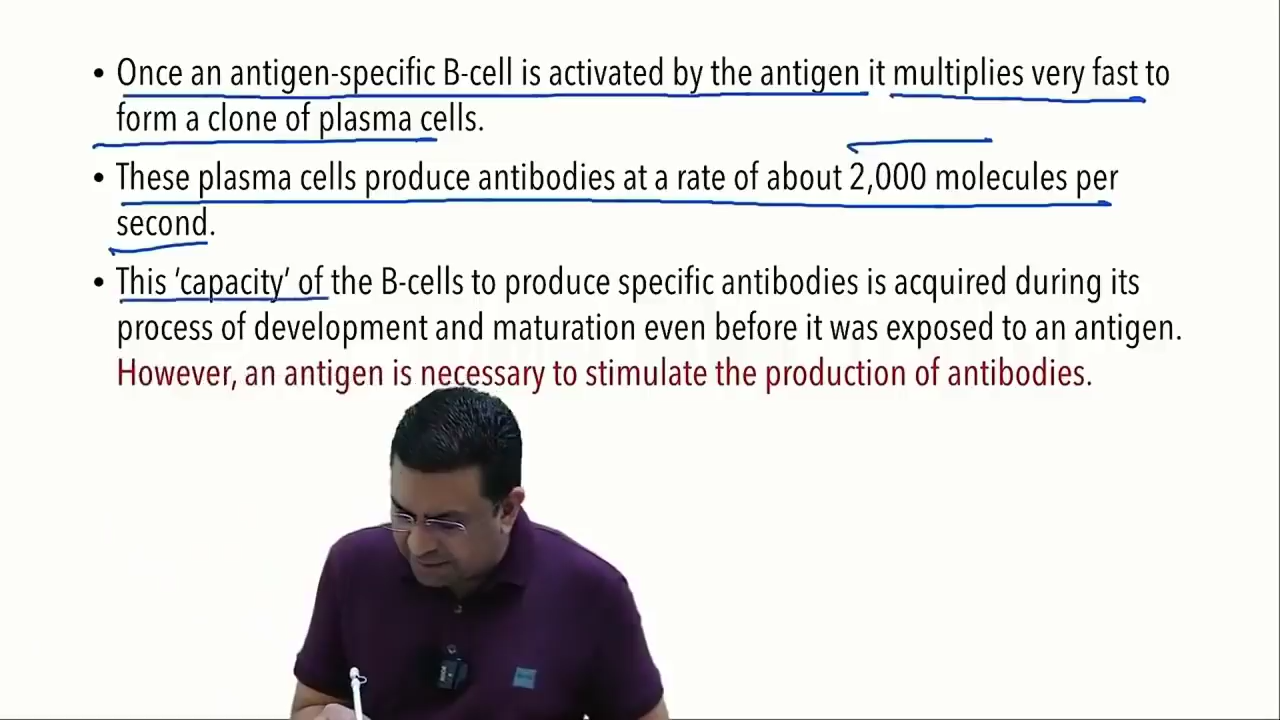 • Once an antigen-specific B-cell is activated by the antigen it multiplies very fast to
form a clone of plasma cells.
• These plasma cells produce antibodies at a rate of about 2,000 molecules per
second.
• This ‘capacity’ of the B-cells to produce specific antibodies is acquired during its
process of development and maturation even before it was exposed to an antigen.
However, an antigen is necessary to stimulate the production of antibodies.